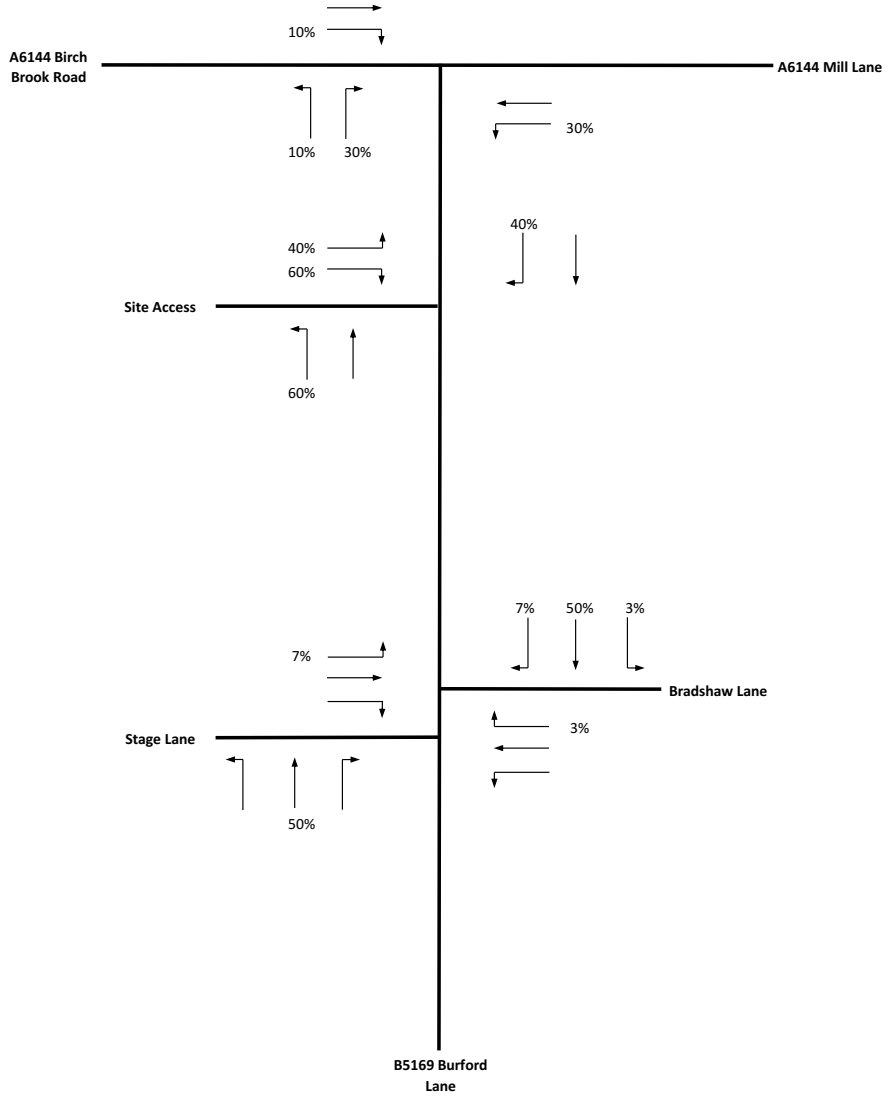 10%
A6144 Birch
Brook Road
A6144 Mill Lane
10% 30%
30%
40%
40%
60%
Site Access
60%
7% 50% 3%
7%
Bradshaw Lane
3%
Stage Lane
50%
B5169 Burford
Lane